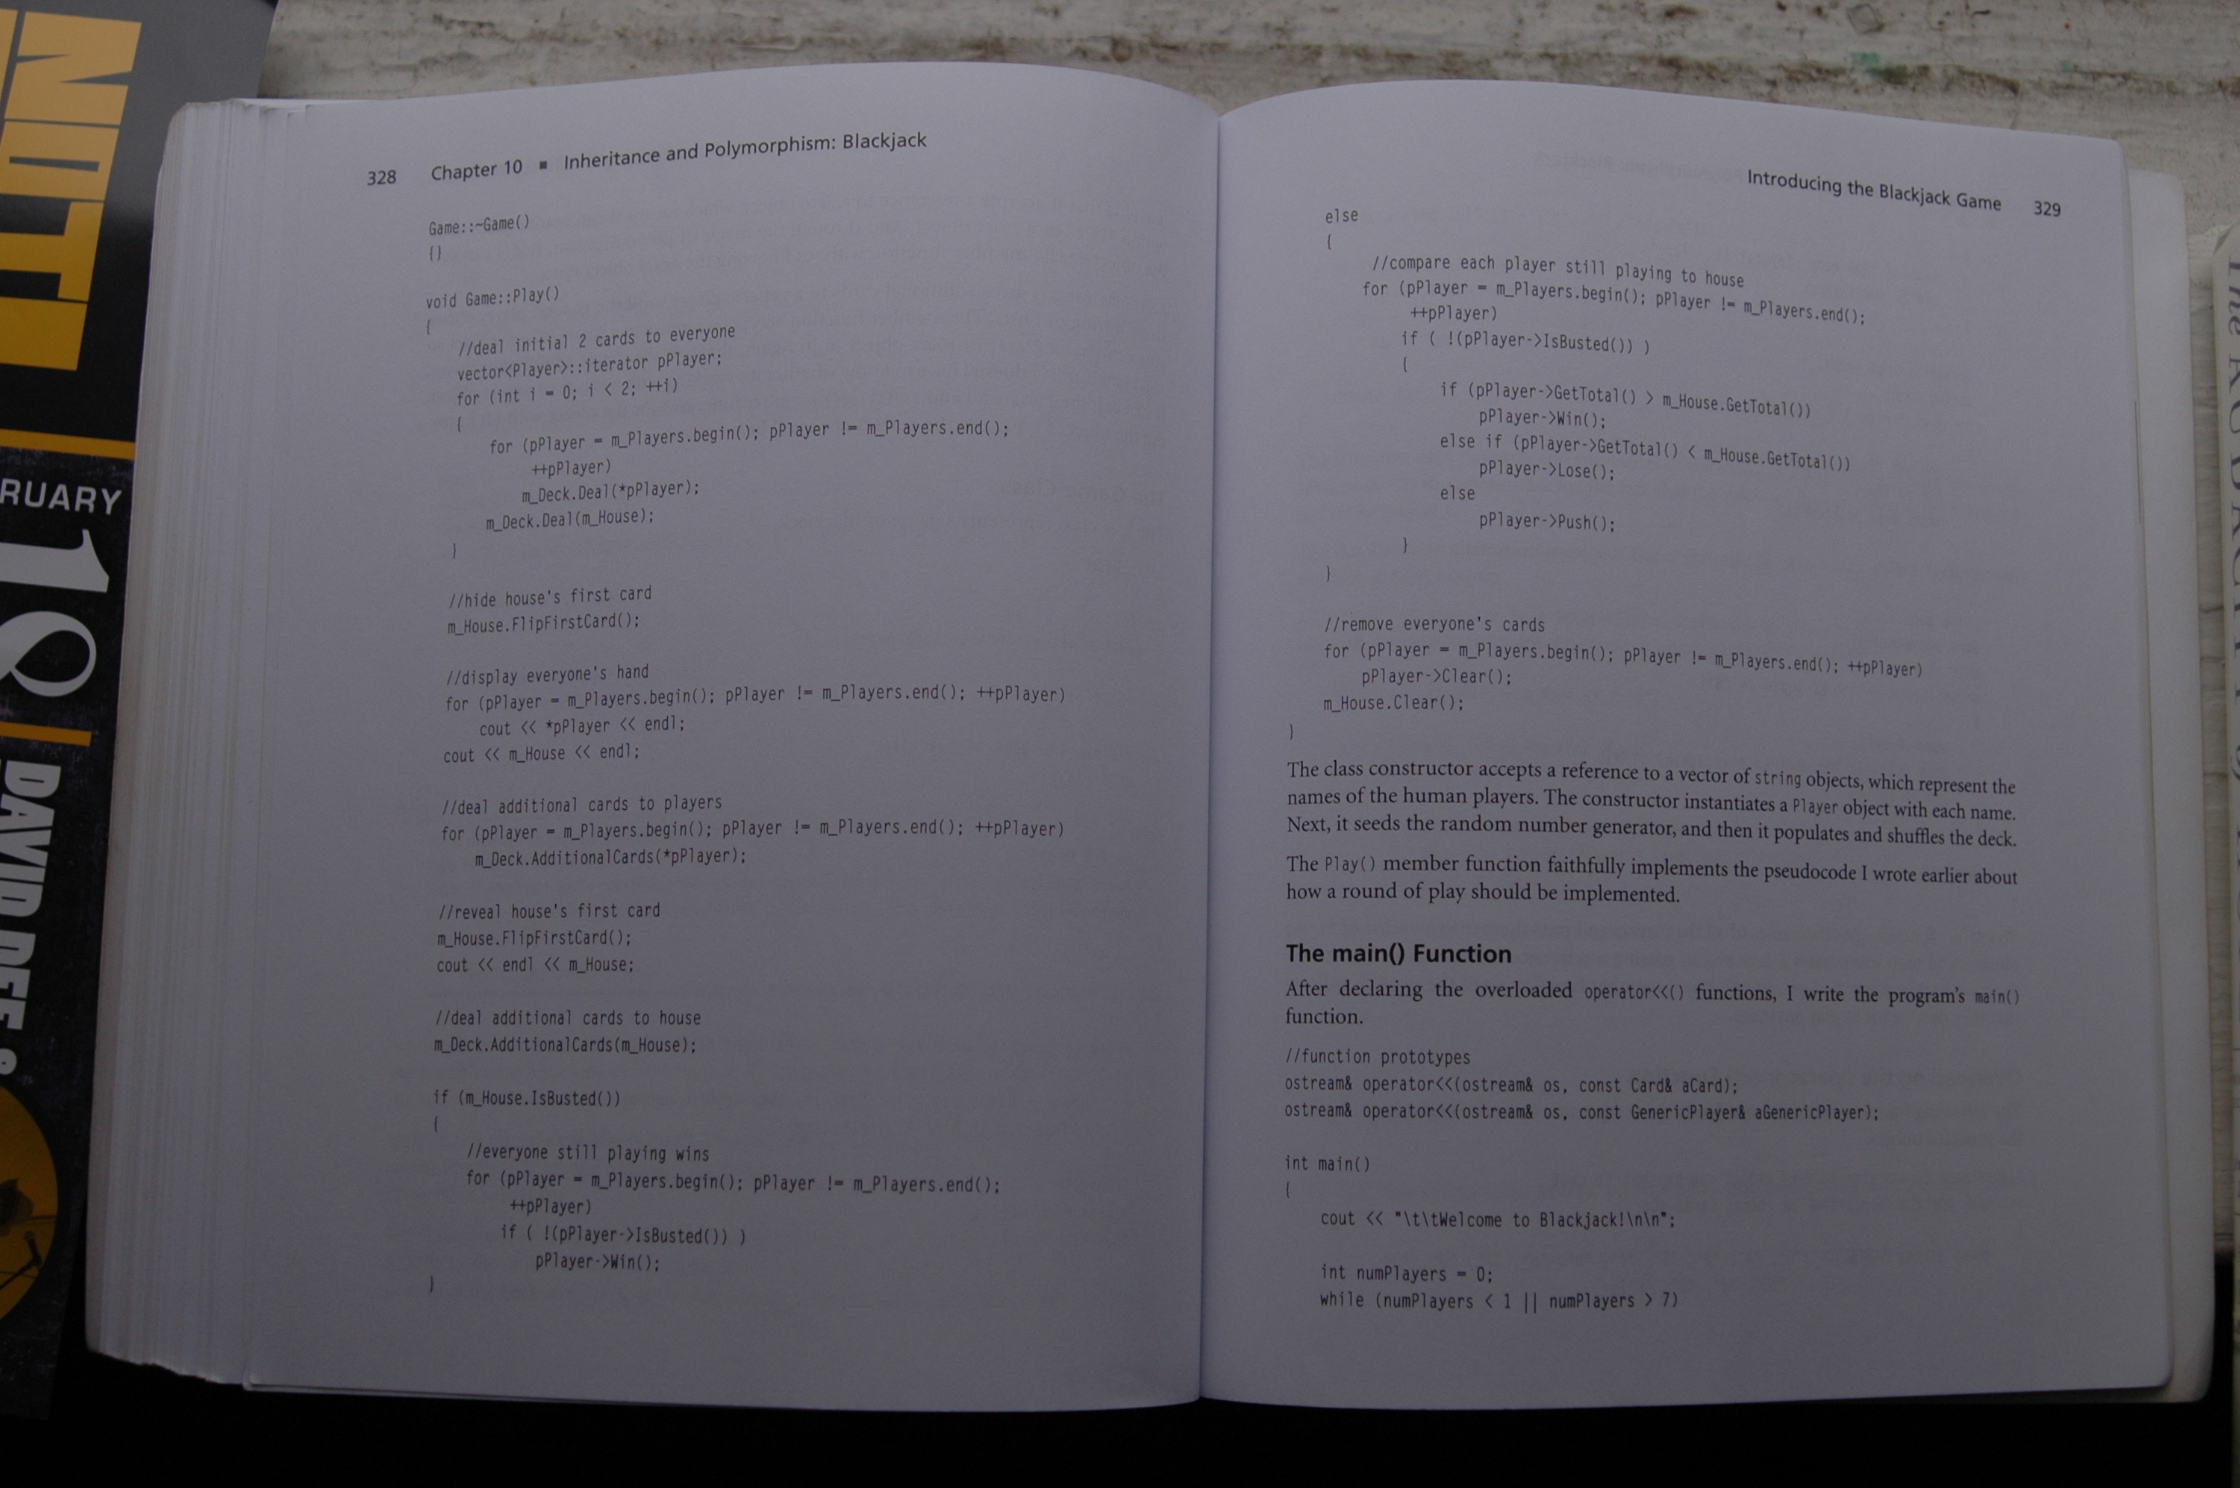 328 Chapter 10 ■ Inheritance and Polymorphism: Blackjack
Game::~Game()
{}
void Game::Play()
{
//deal initial 2 cards to everyone
vector<Player>::iterator pPlayer;
for (int i = 0; i < 2; ++i)
{
for (pPlayer = m_Players.begin(); pPlayer != m_Players.end();
++pPlayer)
m_Deck.Deal(*pPlayer);
m_Deck.Deal(m_House);
}
//hide house's first card
m_House.FlipFirstCard();
//display everyone's hand
for (pPlayer = m_Players.begin(); pPlayer != m_Players.end(); ++pPlayer)
cout << *pPlayer << endl;
cout << m_House << endl;
//deal additional cards to players
for (pPlayer = m_Players.begin(); pPlayer != m_Players.end(); ++pPlayer)
m_Deck.AdditionalCards(*pPlayer);
//reveal house's first card
m_House.FlipFirstCard();
cout << endl << m_House;
//deal additional cards to house
m_Deck.AdditionalCards(m_House);
if (m_House.IsBusted())
{
//everyone still playing wins
for (pPlayer = m_Players.begin(); pPlayer != m_Players.end();
++pPlayer)
if ( !(pPlayer->IsBusted()) )
pPlayer->Win();
}
Introducing the Blackjack Game 329
else
{
//compare each player still playing to house
for (pPlayer = m_Players.begin(); pPlayer != m_Players.end();
++pPlayer)
if ( !(pPlayer->IsBusted()) )
{
if (pPlayer->GetTotal() > m_House.GetTotal())
pPlayer->Win();
else if (pPlayer->GetTotal() < m_House.GetTotal())
pPlayer->Lose();
else
pPlayer->Push();
}
}
//remove everyone's cards
for (pPlayer = m_Players.begin(); pPlayer != m_Players.end(); ++pPlayer)
pPlayer->Clear();
m_House.Clear();
}
The class constructor accepts a reference to a vector of string objects, which represent the
names of the human players. The constructor instantiates a Player object with each name.
Next, it seeds the random number generator, and then it populates and shuffles the deck.
The Play() member function faithfully implements the pseudocode I wrote earlier about
how a round of play should be implemented.
The main() Function
After declaring the overloaded operator<<() functions, I write the program's main()
function.
//function prototypes
ostream& operator<<(ostream& os, const Card& aCard);
ostream& operator<<(ostream& os, const GenericPlayer& aGenericPlayer);
int main()
{
cout << "\t\tWelcome to Blackjack!\n\n";
int numPlayers = 0;
while (numPlayers < 1 || numPlayers > 7)
RUARY
18
DAVID DEE